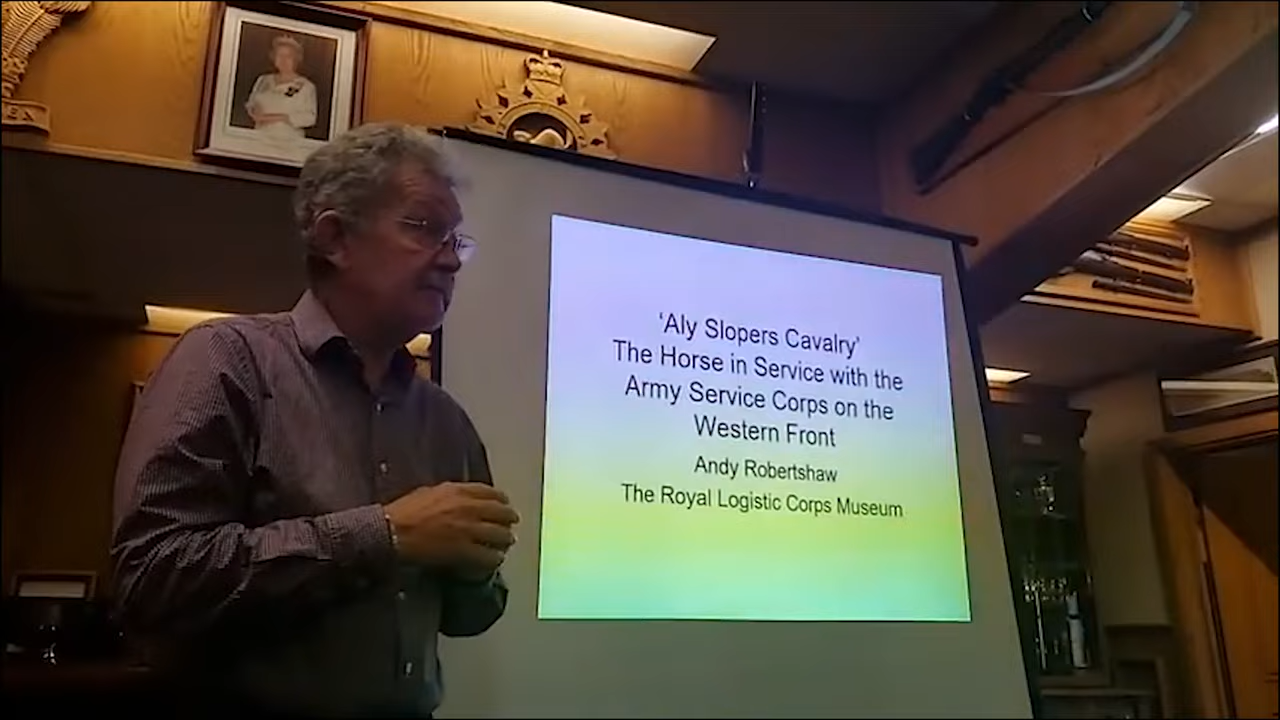 ‘Aly Slopers Cavalry’
The Horse in Service with the
Army Service Corps on the
Western Front
Andy Robertshaw
The Royal Logistic Corps Museum